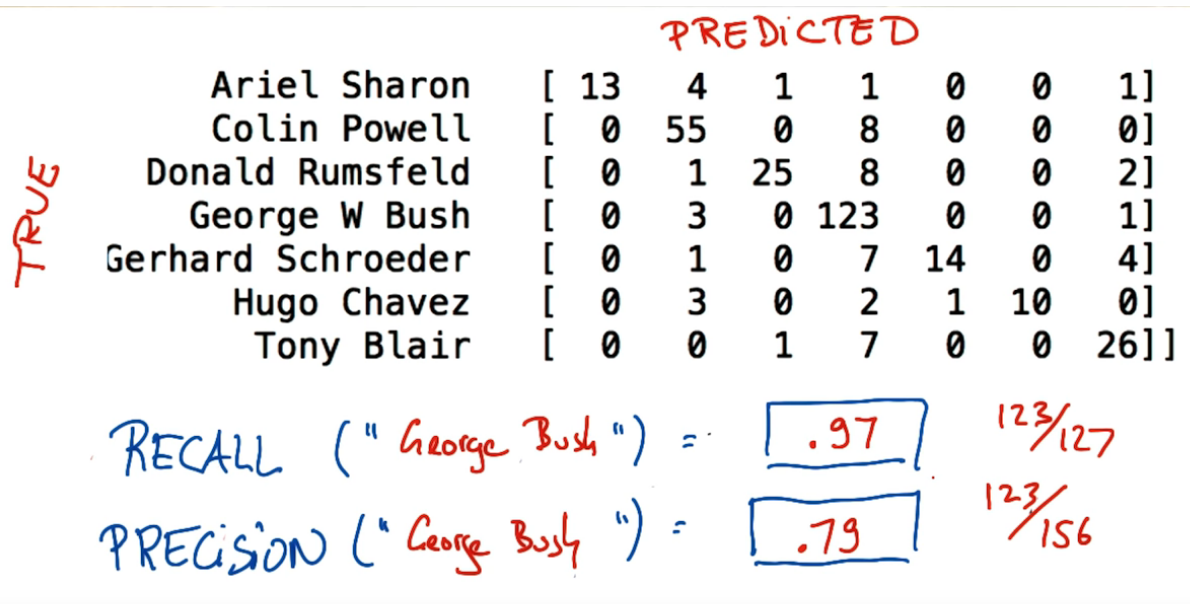 PREDICTED
TRUE
Ariel Sharon [ 13 4 1 1 0 0 1]
Colin Powell [ 0 55 0 8 0 0 0]
Donald Rumsfeld [ 0 1 25 8 0 0 2]
George W Bush [ 0 3 0 123 0 0 1]
Gerhard Schroeder [ 0 1 0 7 14 0 4]
Hugo Chavez [ 0 3 0 2 1 10 0]
Tony Blair [ 0 0 1 7 0 0 26]]
RECALL ("George Bush") = .97 123/127
PRECISION ("George Bush") = .79 123/156